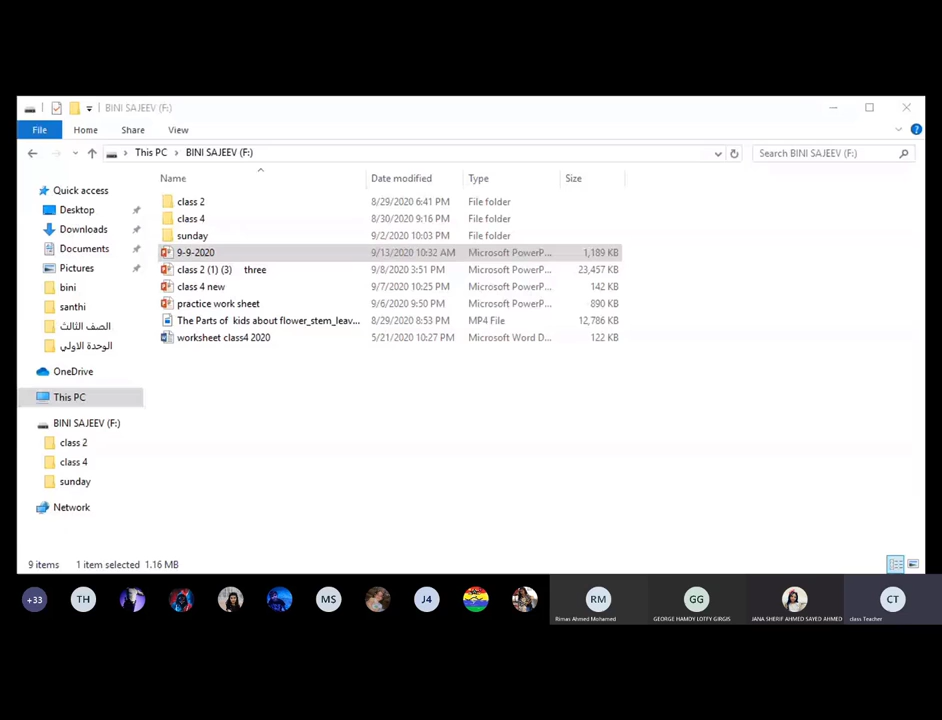 BINI SAJEEV (F:)
File Home Share View
This PC > BINI SAJEEV (F:) Search BINI SAJEEV (F:)
Name Date modified Type Size
Quick access
Desktop
Downloads
Documents
Pictures
bini
santhi
الصف الثالث
الوحدة الاولي
OneDrive
This PC
BINI SAJEEV (F:)
class 2
class 4
sunday
Network
class 2 8/29/2020 6:41 PM File folder
class 4 8/30/2020 9:16 PM File folder
sunday 9/2/2020 10:03 PM File folder
9-9-2020 9/13/2020 10:32 AM Microsoft PowerP... 1,189 KB
class 2 (1) (3) three 9/8/2020 3:51 PM Microsoft PowerP... 23,457 KB
class 4 new 9/7/2020 10:25 PM Microsoft PowerP... 142 KB
practice work sheet 9/6/2020 9:50 PM Microsoft PowerP... 890 KB
The Parts of kids about flower_stem_leav... 8/29/2020 8:53 PM MP4 File 12,786 KB
worksheet class4 2020 5/21/2020 10:27 PM Microsoft Word D... 122 KB
9 items 1 item selected 1.16 MB
+33 TH MS J4 RM GG CT
Rimas Ahmed Mohamed GEORGE HAMDY LOTFY GIRGIS JANA SHERIF AHMED SAYED AHMED class Teacher